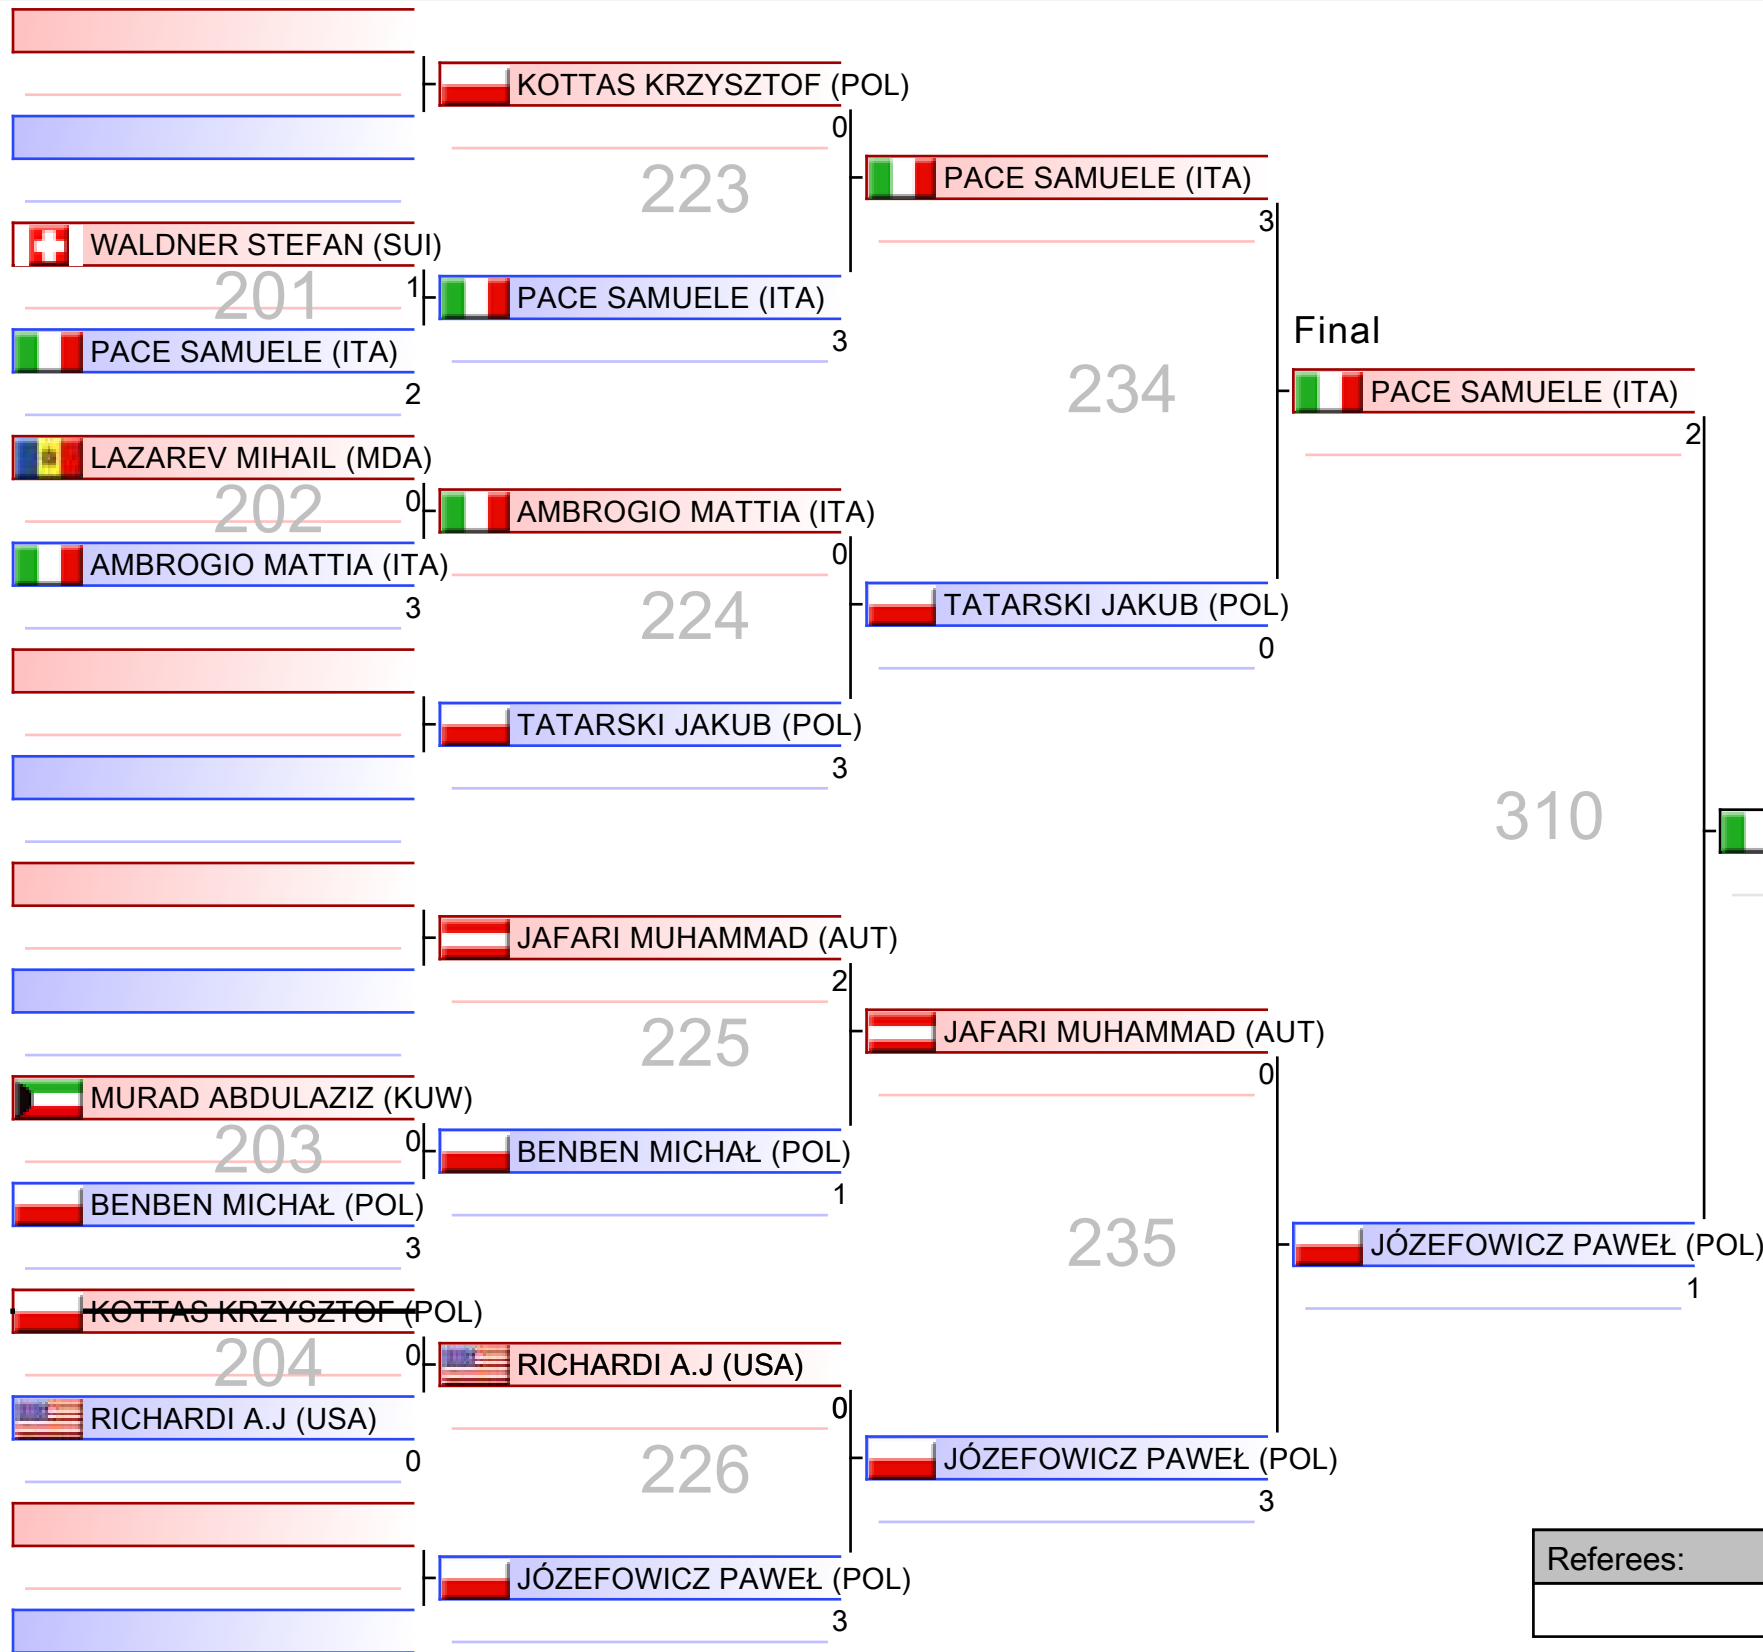 KOTTAS KRZYSZTOF (POL)
0
223
PACE SAMUELE (ITA)
3
WALDNER STEFAN (SUI)
201
1
PACE SAMUELE (ITA)
3
PACE SAMUELE (ITA)
2
Final
234
PACE SAMUELE (ITA)
2
LAZAREV MIHAIL (MDA)
202
0
AMBROGIO MATTIA (ITA)
0
AMBROGIO MATTIA (ITA)
3
224
TATARSKI JAKUB (POL)
0
TATARSKI JAKUB (POL)
3
310
JAFARI MUHAMMAD (AUT)
2
225
JAFARI MUHAMMAD (AUT)
0
MURAD ABDULAZIZ (KUW)
203
0
BENBEN MICHAŁ (POL)
1
BENBEN MICHAŁ (POL)
3
235
JÓZEFOWICZ PAWEŁ (POL)
1
KOTTAS KRZYSZTOF (POL)
204
0
RICHARDI A.J (USA)
0
RICHARDI A.J (USA)
0
226
JÓZEFOWICZ PAWEŁ (POL)
3
JÓZEFOWICZ PAWEŁ (POL)
3
Referees: